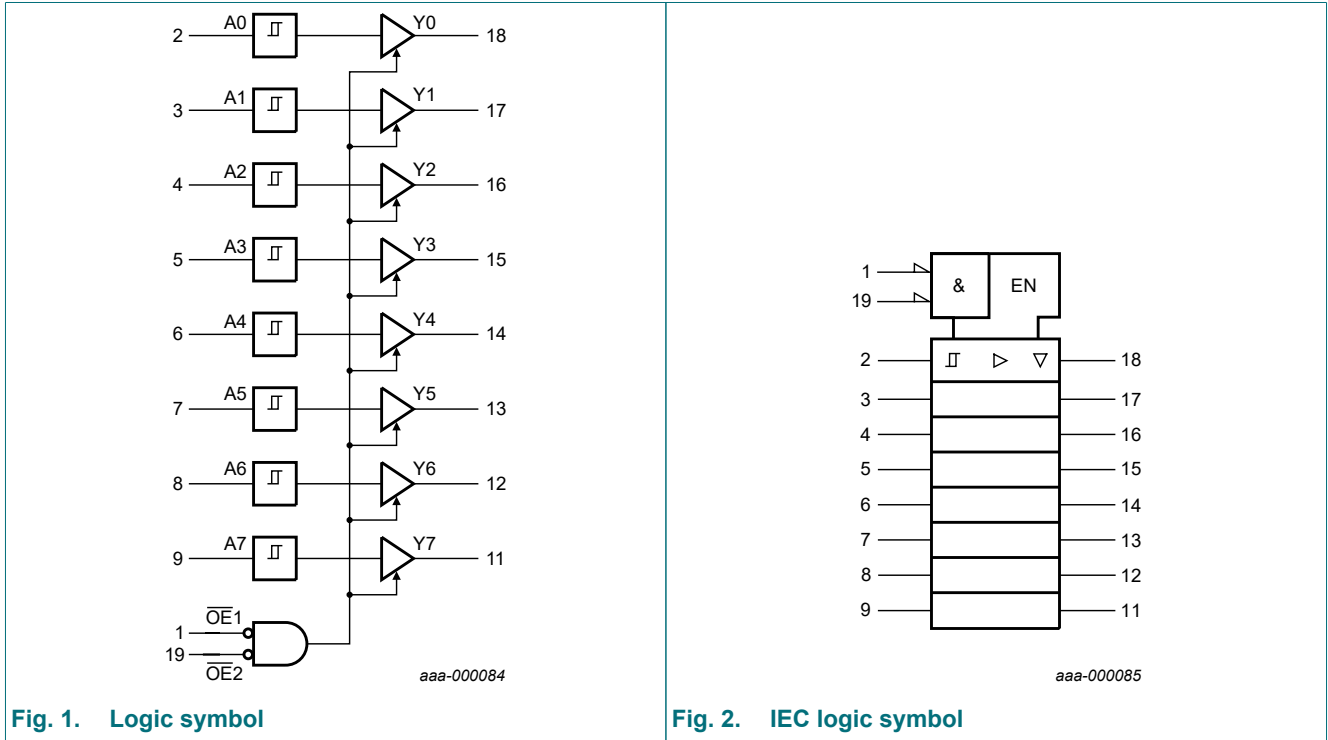 2 A0 Y0 18
3 A1 Y1 17
4 A2 Y2 16
5 A3 Y3 15
6 A4 Y4 14
7 A5 Y5 13
8 A6 Y6 12
9 A7 Y7 11
1 O̅E̅1
19 O̅E̅2
aaa-000084
Fig. 1. Logic symbol
1 & EN
19
2 18
3 17
4 16
5 15
6 14
7 13
8 12
9 11
aaa-000085
Fig. 2. IEC logic symbol